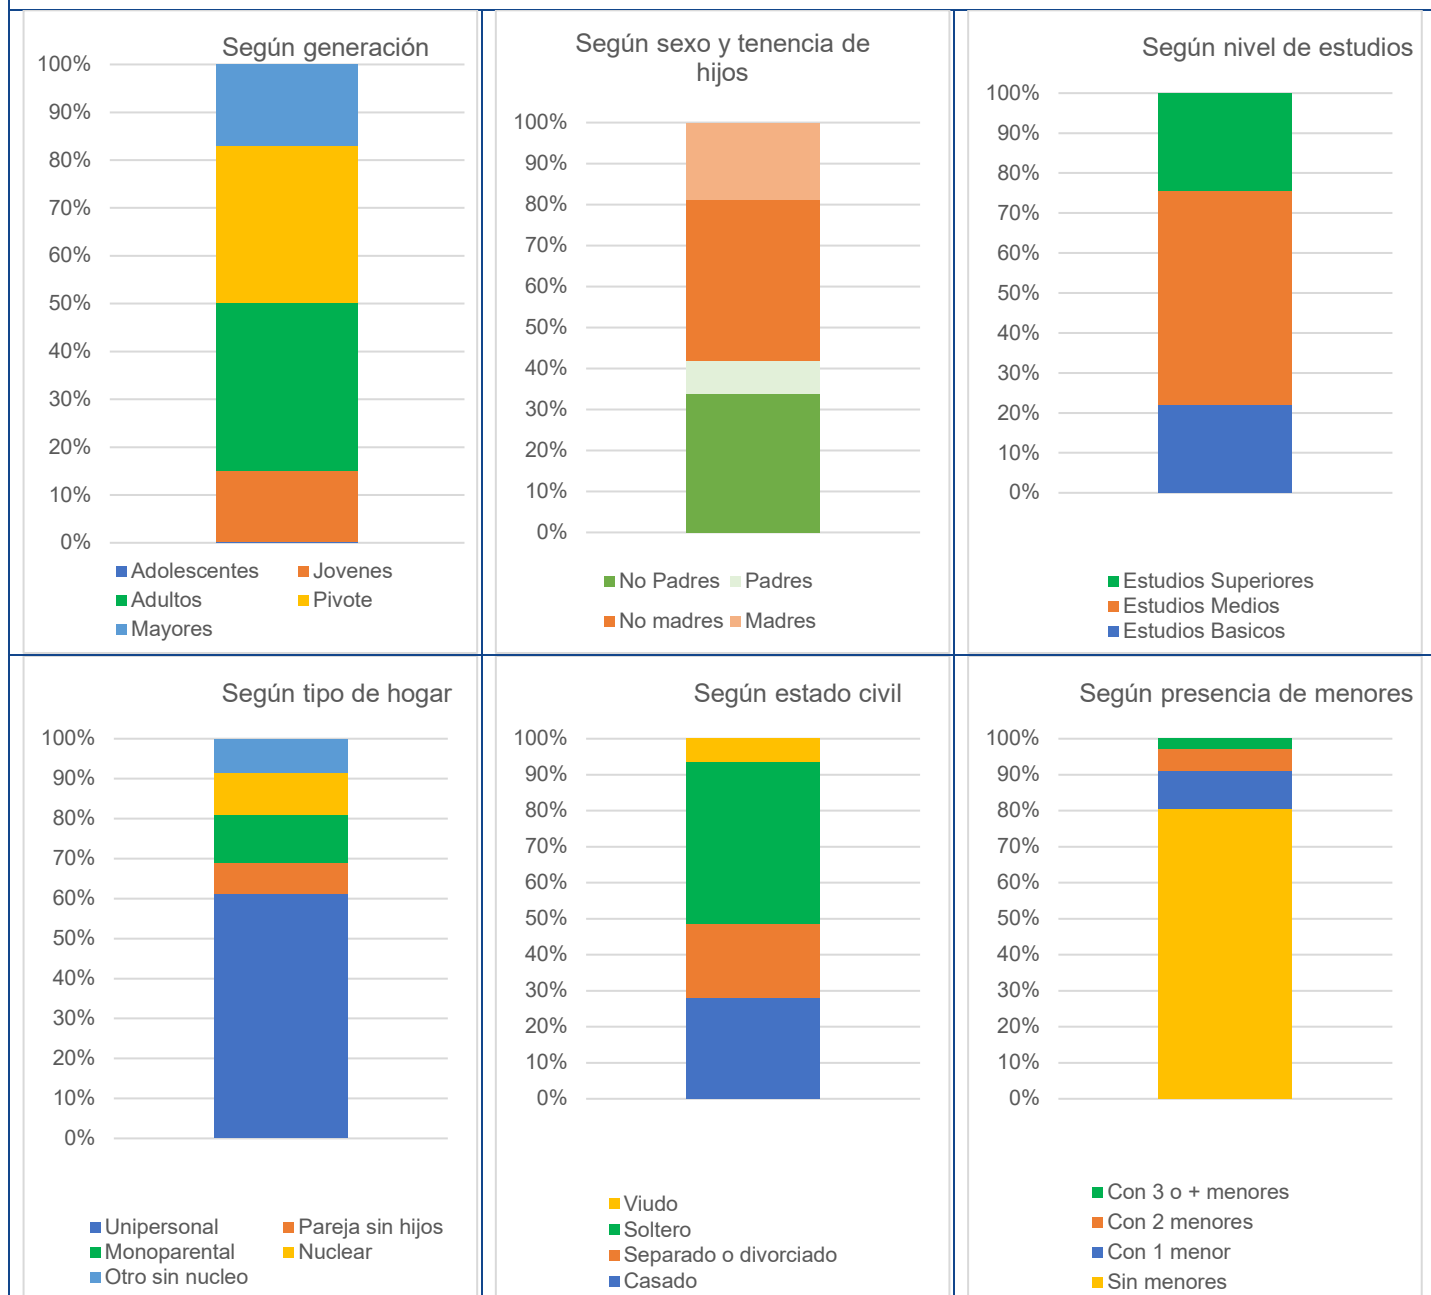 Según generación
100%
90%
80%
70%
60%
50%
40%
30%
20%
10%
0%
Adolescentes Jovenes
Adultos Pivote
Mayores
Según sexo y tenencia de
hijos
100%
90%
80%
70%
60%
50%
40%
30%
20%
10%
0%
No Padres Padres
No madres Madres
Según nivel de estudios
100%
90%
80%
70%
60%
50%
40%
30%
20%
10%
0%
Estudios Superiores
Estudios Medios
Estudios Basicos
Según tipo de hogar
100%
90%
80%
70%
60%
50%
40%
30%
20%
10%
0%
Unipersonal Pareja sin hijos
Monoparental Nuclear
Otro sin nucleo
Según estado civil
100%
90%
80%
70%
60%
50%
40%
30%
20%
10%
0%
Viudo
Soltero
Separado o divorciado
Casado
Según presencia de menores
100%
90%
80%
70%
60%
50%
40%
30%
20%
10%
0%
Con 3 o + menores
Con 2 menores
Con 1 menor
Sin menores